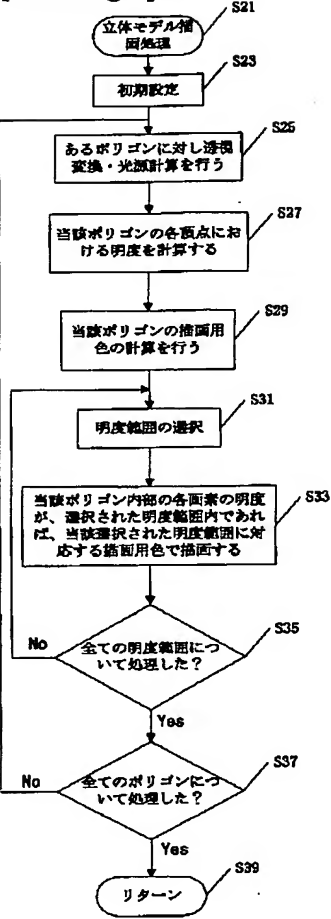 S21
立体モデル描
画処理
S23
初期設定
S25
あるポリゴンに対し透視
変換・光源計算を行う
S27
当該ポリゴンの各頂点にお
ける明度を計算する
S29
当該ポリゴンの描画用
色の計算を行う
S31
明度範囲の選択
S33
当該ポリゴン内部の各画素の明度
が、選択された明度範囲内であれ
ば、当該選択された明度範囲に対
応する描画用色で描画する
S35
No
全ての明度範囲につ
いて処理した?
Yes
S37
No
全てのポリゴンにつ
いて処理した?
Yes
S39
リターン